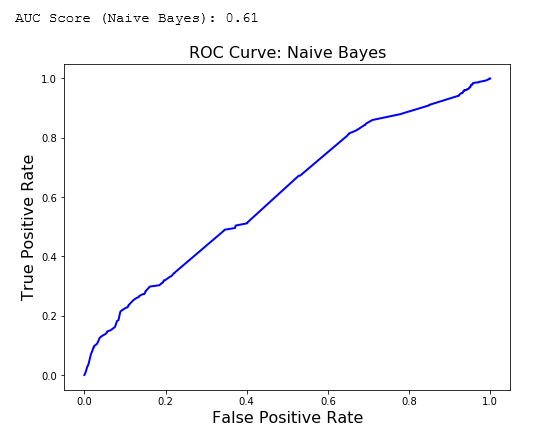 AUC Score (Naive Bayes): 0.61
ROC Curve: Naive Bayes
1.0
0.8
0.6
0.4
0.2
0.0
True Positive Rate
0.0 0.2 0.4 0.6 0.8 1.0
False Positive Rate